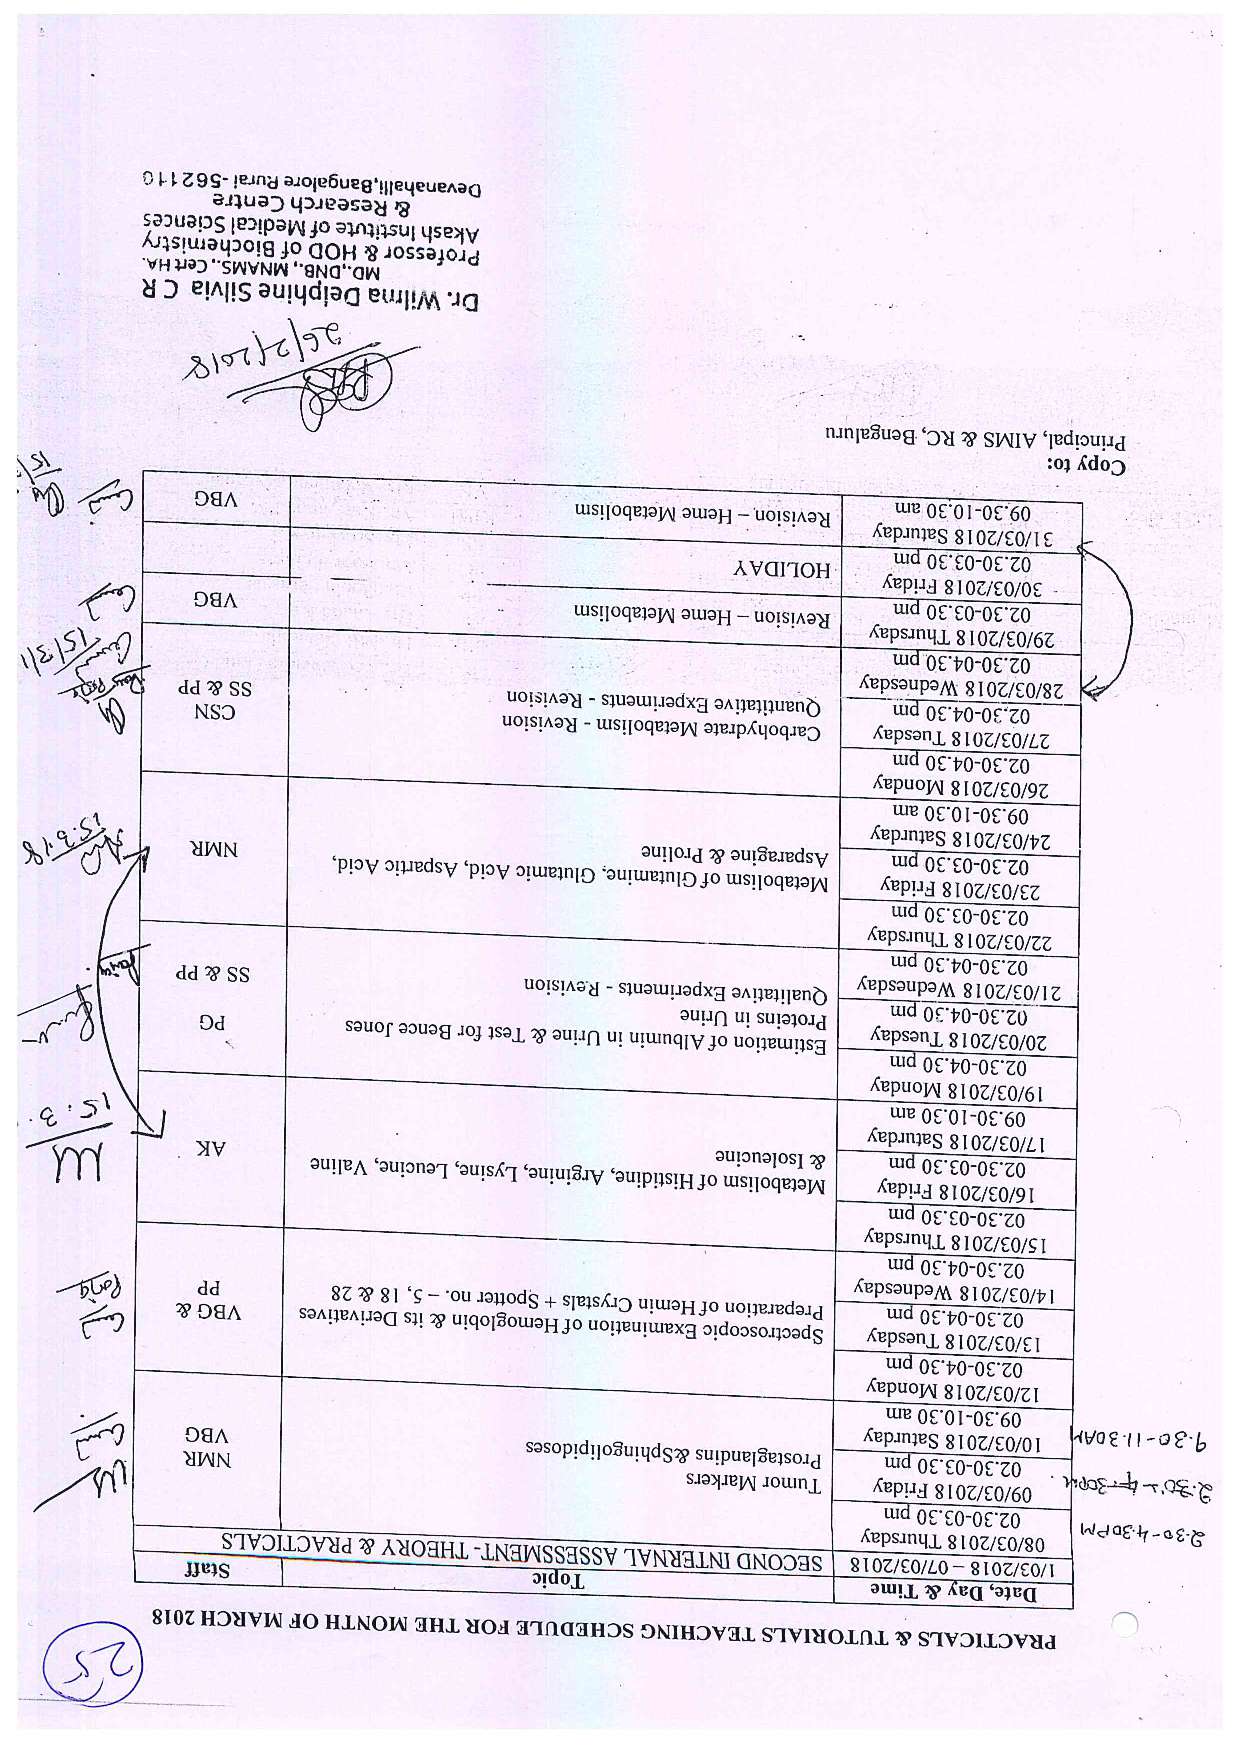 25
PRACTICALS & TUTORIALS TEACHING SCHEDULE FOR THE MONTH OF MARCH 2018
Date, Day & Time Topic Staff
1/03/2018 – 07/03/2018 SECOND INTERNAL ASSESSMENT- THEORY & PRACTICALS
08/03/2018 Thursday
02.30-03.30 pm
2.30-4.30PM
09/03/2018 Friday
02.30-03.30 pm
2.30-4.30PM
10/03/2018 Saturday
09.30-10.30 am
9.30-11.30AM
Tumor Markers
Prostaglandins &Sphingolipidoses
NMR
VBG
12/03/2018 Monday
02.30-04.30 pm
13/03/2018 Tuesday
02.30-04.30 pm
14/03/2018 Wednesday
02.30-04.30 pm
Spectroscopic Examination of Hemoglobin & its Derivatives
Preparation of Hemin Crystals + Spotter no. – 5, 18 & 28
VBG &
PP
15/03/2018 Thursday
02.30-03.30 pm
16/03/2018 Friday
02.30-03.30 pm
17/03/2018 Saturday
09.30-10.30 am
Metabolism of Histidine, Arginine, Lysine, Leucine, Valine
& Isoleucine
AK
15.3.
19/03/2018 Monday
02.30-04.30 pm
20/03/2018 Tuesday
02.30-04.30 pm
21/03/2018 Wednesday
02.30-04.30 pm
Estimation of Albumin in Urine & Test for Bence Jones
Proteins in Urine
Qualitative Experiments - Revision
PG
SS & PP
22/03/2018 Thursday
02.30-03.30 pm
23/03/2018 Friday
02.30-03.30 pm
24/03/2018 Saturday
09.30-10.30 am
Metabolism of Glutamine, Glutamic Acid, Aspartic Acid,
Asparagine & Proline
NMR
15.3.18
26/03/2018 Monday
02.30-04.30 pm
27/03/2018 Tuesday
02.30-04.30 pm
28/03/2018 Wednesday
02.30-04.30 pm
Carbohydrate Metabolism - Revision
Quantitative Experiments - Revision
CSN
SS & PP
15/3/1
29/03/2018 Thursday
02.30-03.30 pm
Revision – Heme Metabolism
VBG
30/03/2018 Friday
02.30-03.30 pm
HOLIDAY
31/03/2018 Saturday
09.30-10.30 am
Revision – Heme Metabolism
VBG
15/
Copy to:
Principal, AIMS & RC, Bengaluru
26/2/2018
Dr. Wilma Delphine Silvia C R
MD.,DNB., MNAMS., Cert HA.
Professor & HOD of Biochemistry
Akash Institute of Medical Sciences
& Research Centre
Devanahalli,Bangalore Rural -562110